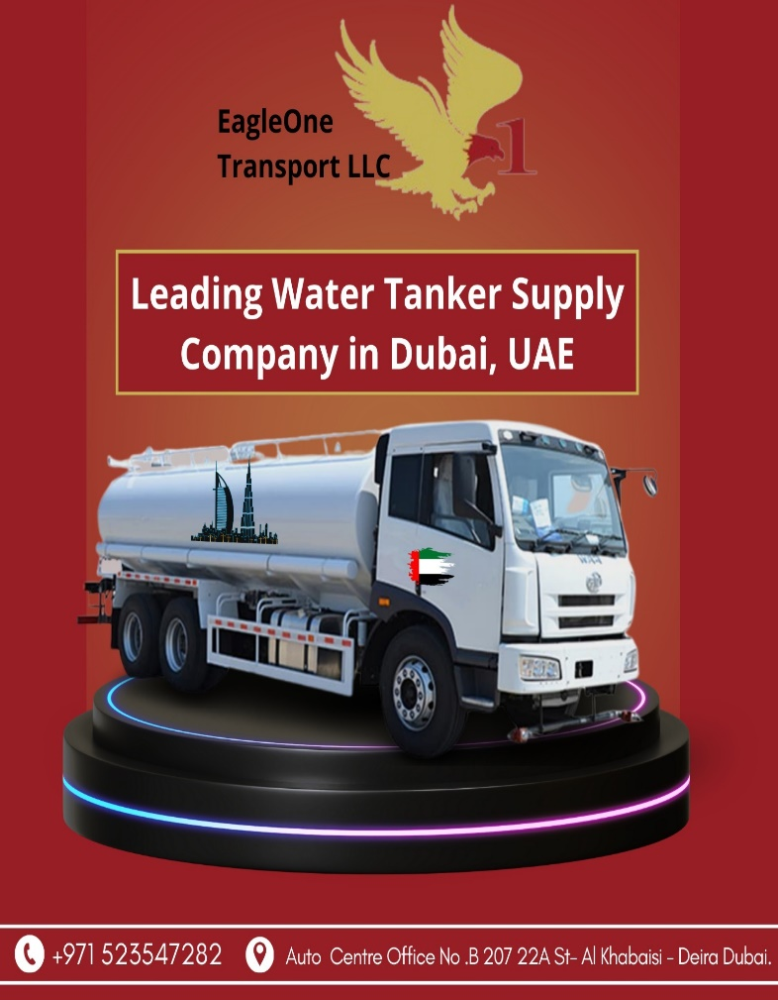 EagleOne
Transport LLC
1
Leading Water Tanker Supply
Company in Dubai, UAE
+971 523547282
Auto Centre Office No .B 207 22A St- Al Khabaisi - Deira Dubai.